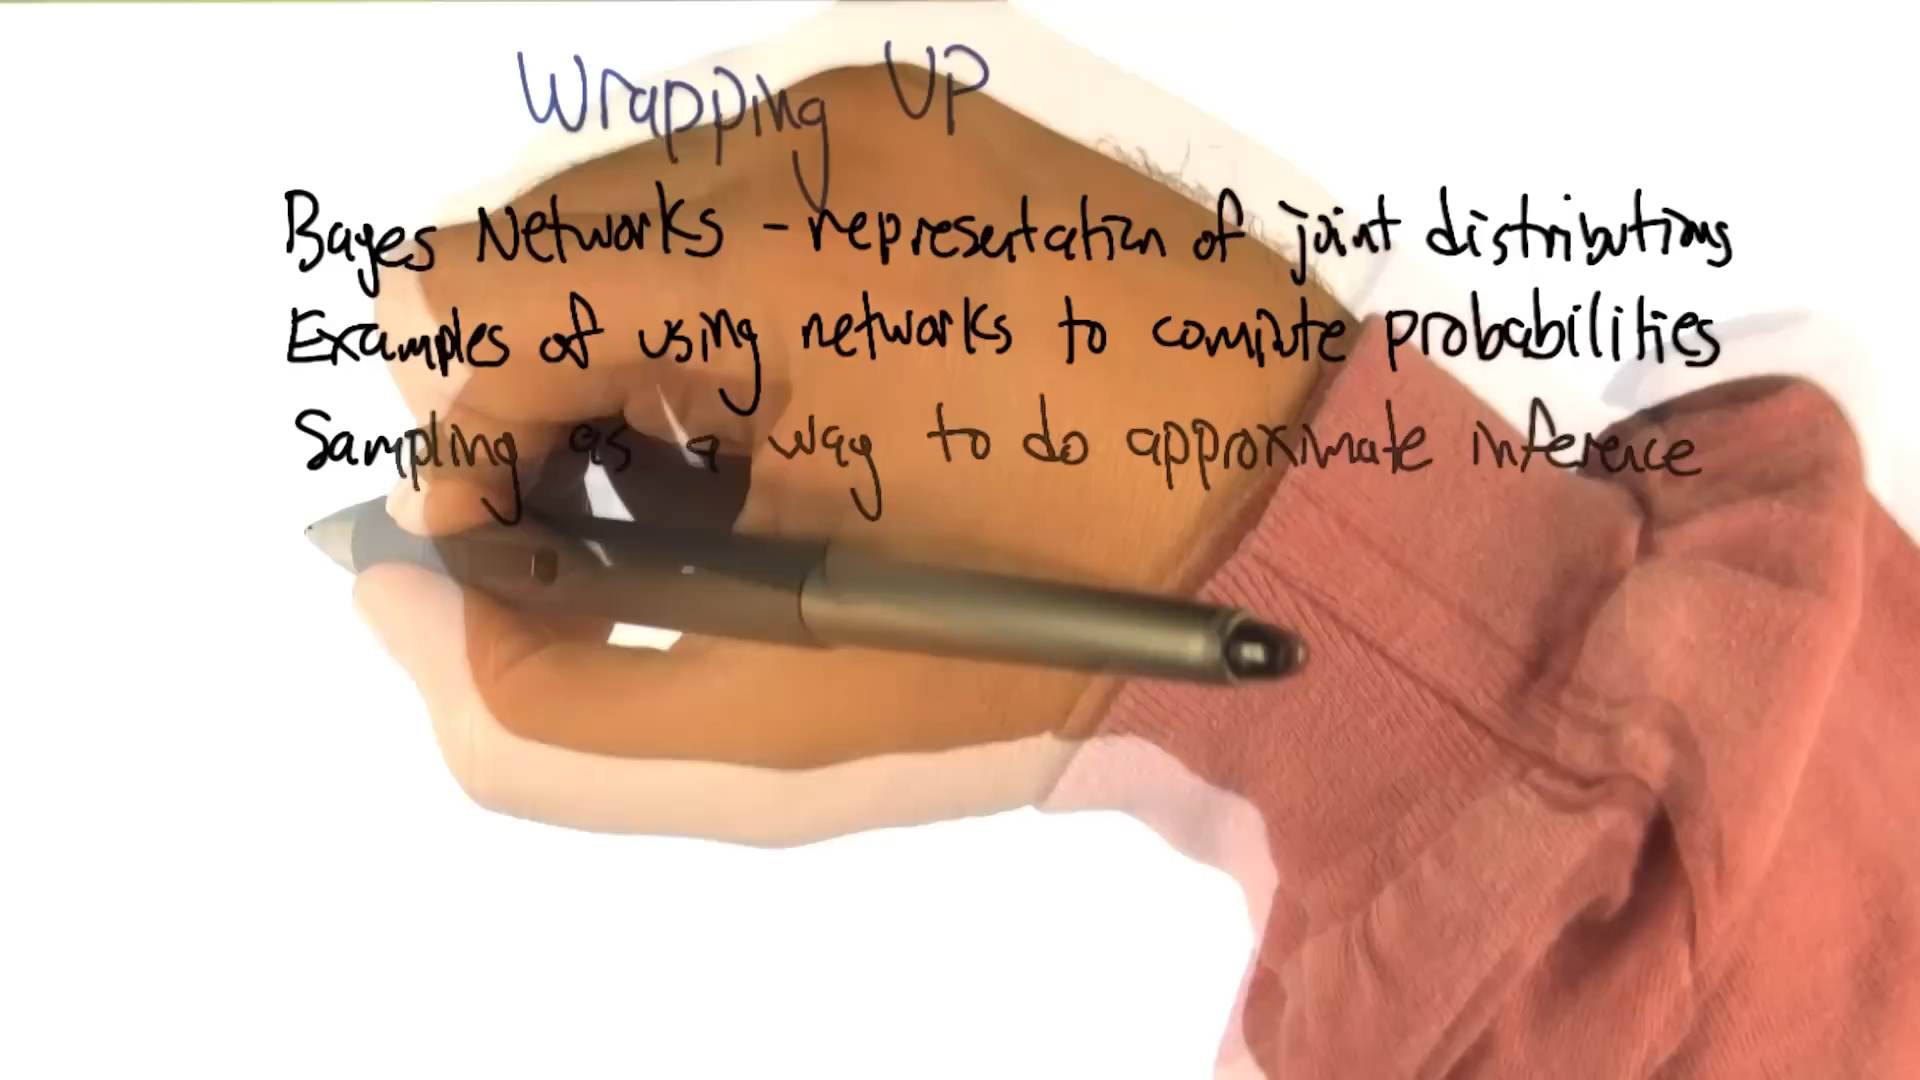 Wrapping Up
Bayes Networks - representation of joint distributions
Examples of using networks to compute probabilities
Sampling as a way to do approximate inference